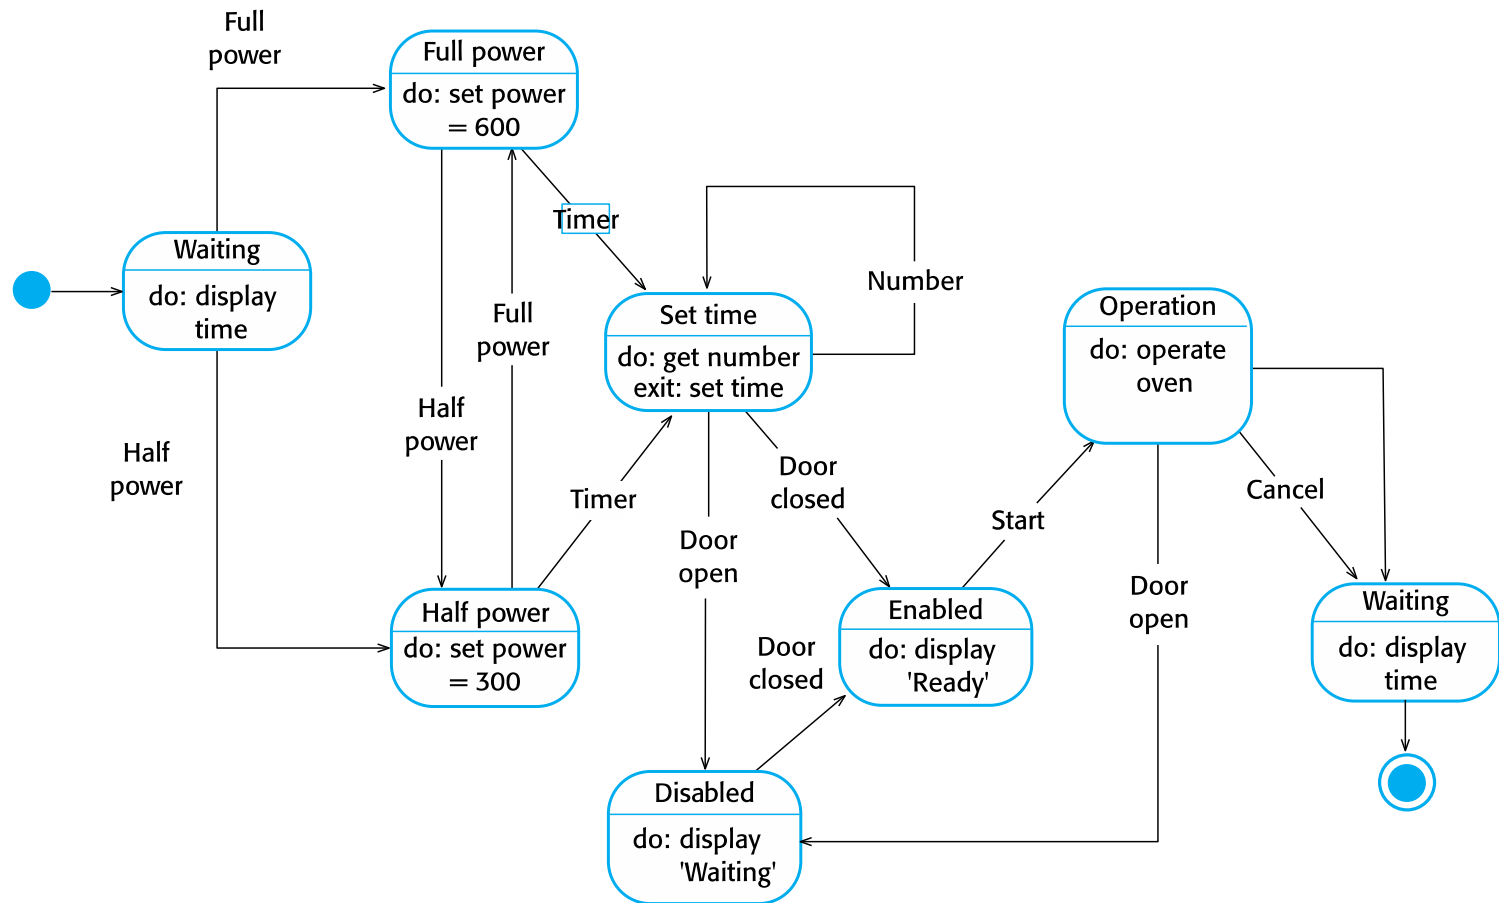 Full
power
Full power
do: set power
= 600
Timer
Waiting
do: display
time
Number
Full
power
Set time
do: get number
exit: set time
Operation
do: operate
oven
Half
power
Half
power
Timer
Door
closed
Door
open
Start
Cancel
Door
open
Half power
do: set power
= 300
Door
closed
Enabled
do: display
'Ready'
Waiting
do: display
time
Disabled
do: display
'Waiting'